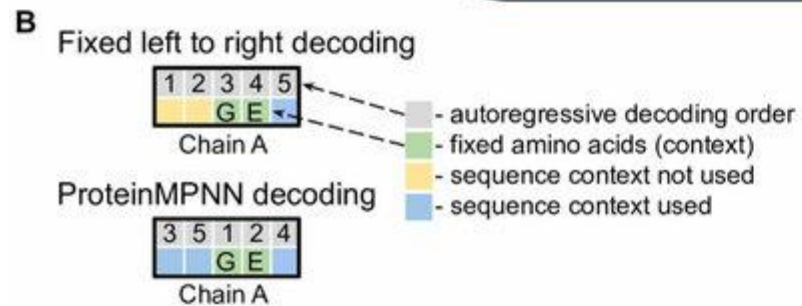 B
Fixed left to right decoding
1 2 3 4 5
G E
Chain A
- autoregressive decoding order
- fixed amino acids (context)
- sequence context not used
- sequence context used
ProteinMPNN decoding
3 5 1 2 4
G E
Chain A